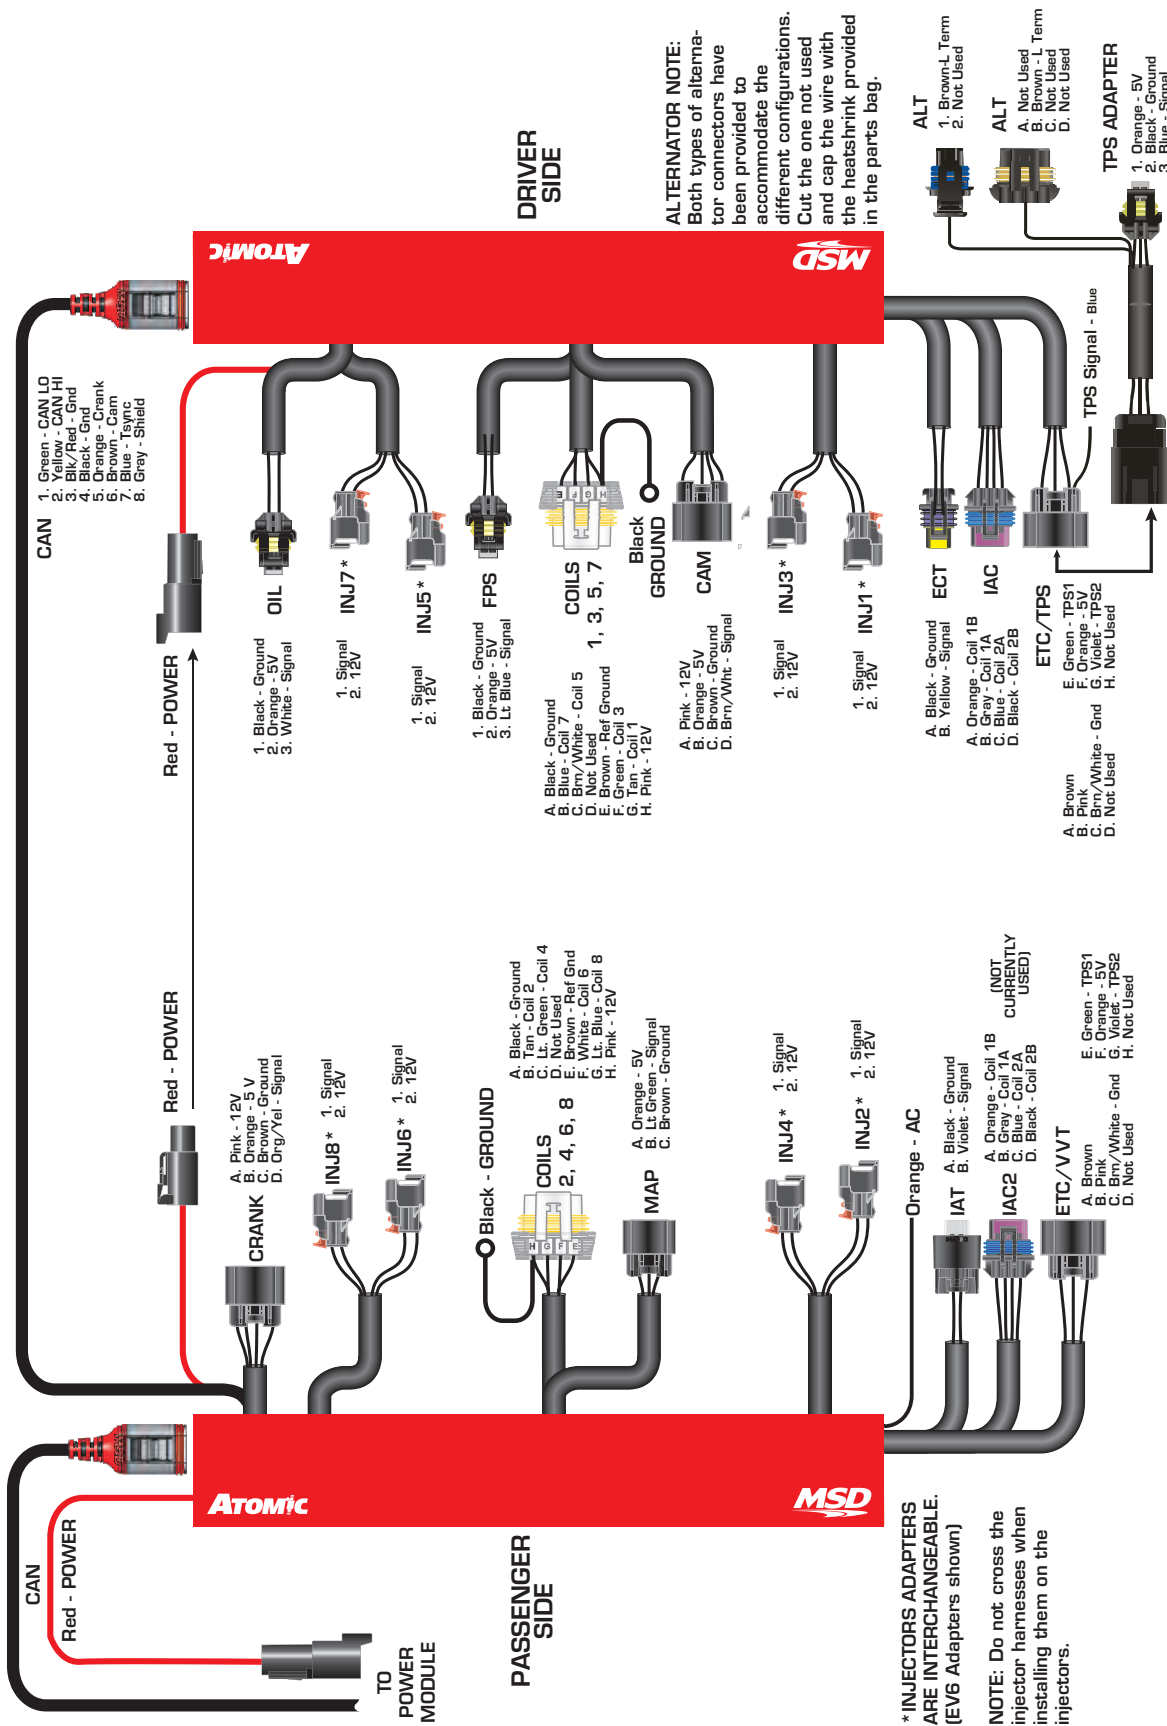 CAN
Red - POWER
TO
POWER
MODULE
PASSENGER
SIDE
ATOMIC
MSD
*INJECTORS ADAPTERS
ARE INTERCHANGEABLE.
(EV6 Adapters shown)
NOTE: Do not cross the
injector harnesses when
installing them on the
injectors.
Red - POWER
CRANK
A. Pink - 12V
B. Orange - 5 V
C. Brown - Ground
D. Org/Yel - Signal
INJ8*
1. Signal
2. 12V
INJ6*
1. Signal
2. 12V
Black - GROUND
H G F E
COILS
2, 4, 6, 8
A. Black - Ground
B. Tan - Coil 2
C. Lt. Green - Coil 4
D. Not Used
E. Brown - Ref Gnd
F. White - Coil 6
G. Lt. Blue - Coil 8
H. Pink - 12V
MAP
A. Orange - 5V
B. Lt Green - Signal
C. Brown - Ground
INJ4*
1. Signal
2. 12V
INJ2*
1. Signal
2. 12V
Orange - AC
IAT
A. Black - Ground
B. Violet - Signal
IAC2
A. Orange - Coil 1B
B. Gray - Coil 1A
C. Blue - Coil 2A
D. Black - Coil 2B
(NOT
CURRENTLY
USED)
ETC/VVT
A. Brown
B. Pink
C. Brn/White - Gnd
D. Not Used
E. Green - TPS1
F. Orange - 5V
G. Violet - TPS2
H. Not Used
CAN
1. Green - CAN LO
2. Yellow - CAN HI
3. Blk/Red - Gnd
4. Black - Gnd
5. Orange - Crank
6. Brown - Cam
7. Blue - Tsync
8. Gray - Shield
Red - POWER
OIL
1. Black - Ground
2. Orange - 5V
3. White - Signal
INJ7*
1. Signal
2. 12V
INJ5*
1. Signal
2. 12V
FPS
1. Black - Ground
2. Orange - 5V
3. Lt Blue - Signal
COILS
1, 3, 5, 7
E F G H
A. Black - Ground
B. Blue - Coil 7
C. Brn/White - Coil 5
D. Not Used
E. Brown - Ref Ground
F. Green - Coil 3
G. Tan - Coil 1
H. Pink - 12V
Black
GROUND
CAM
A. Pink - 12V
B. Orange - 5V
C. Brown - Ground
D. Brn/Wht - Signal
INJ3*
1. Signal
2. 12V
INJ1*
1. Signal
2. 12V
ECT
A. Black - Ground
B. Yellow - Signal
IAC
A. Orange - Coil 1B
B. Gray - Coil 1A
C. Blue - Coil 2A
D. Black - Coil 2B
ETC/TPS
A. Brown
B. Pink
C. Brn/White - Gnd
D. Not Used
E. Green - TPS1
F. Orange - 5V
G. Violet - TPS2
H. Not Used
TPS Signal - Blue
ATOMIC
MSD
DRIVER
SIDE
ALTERNATOR NOTE:
Both types of alterna-
tor connectors have
been provided to
accommodate the
different configurations.
Cut the one not used
and cap the wire with
the heatshrink provided
in the parts bag.
ALT
1. Brown-L Term
2. Not Used
ALT
A. Not Used
B. Brown - L Term
C. Not Used
D. Not Used
TPS ADAPTER
1. Orange - 5V
2. Black - Ground
3. Blue - Signal